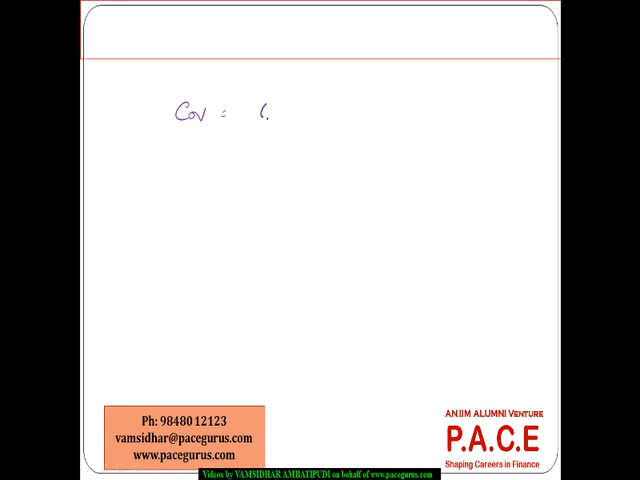 Cov =
Ph: 98480 12123
vamsidhar@pacegurus.com
www.pacegurus.com
AN IIM ALUMNI VENTURE
P.A.C.E
Shaping Careers in Finance
Videos by VAMSIDHAR AMBATIPUDI on behalf of www.pacegurus.com